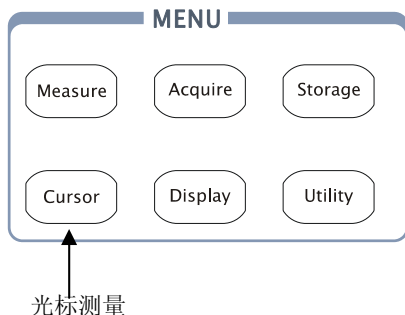 MENU
Measure Acquire Storage
Cursor Display Utility
光标测量